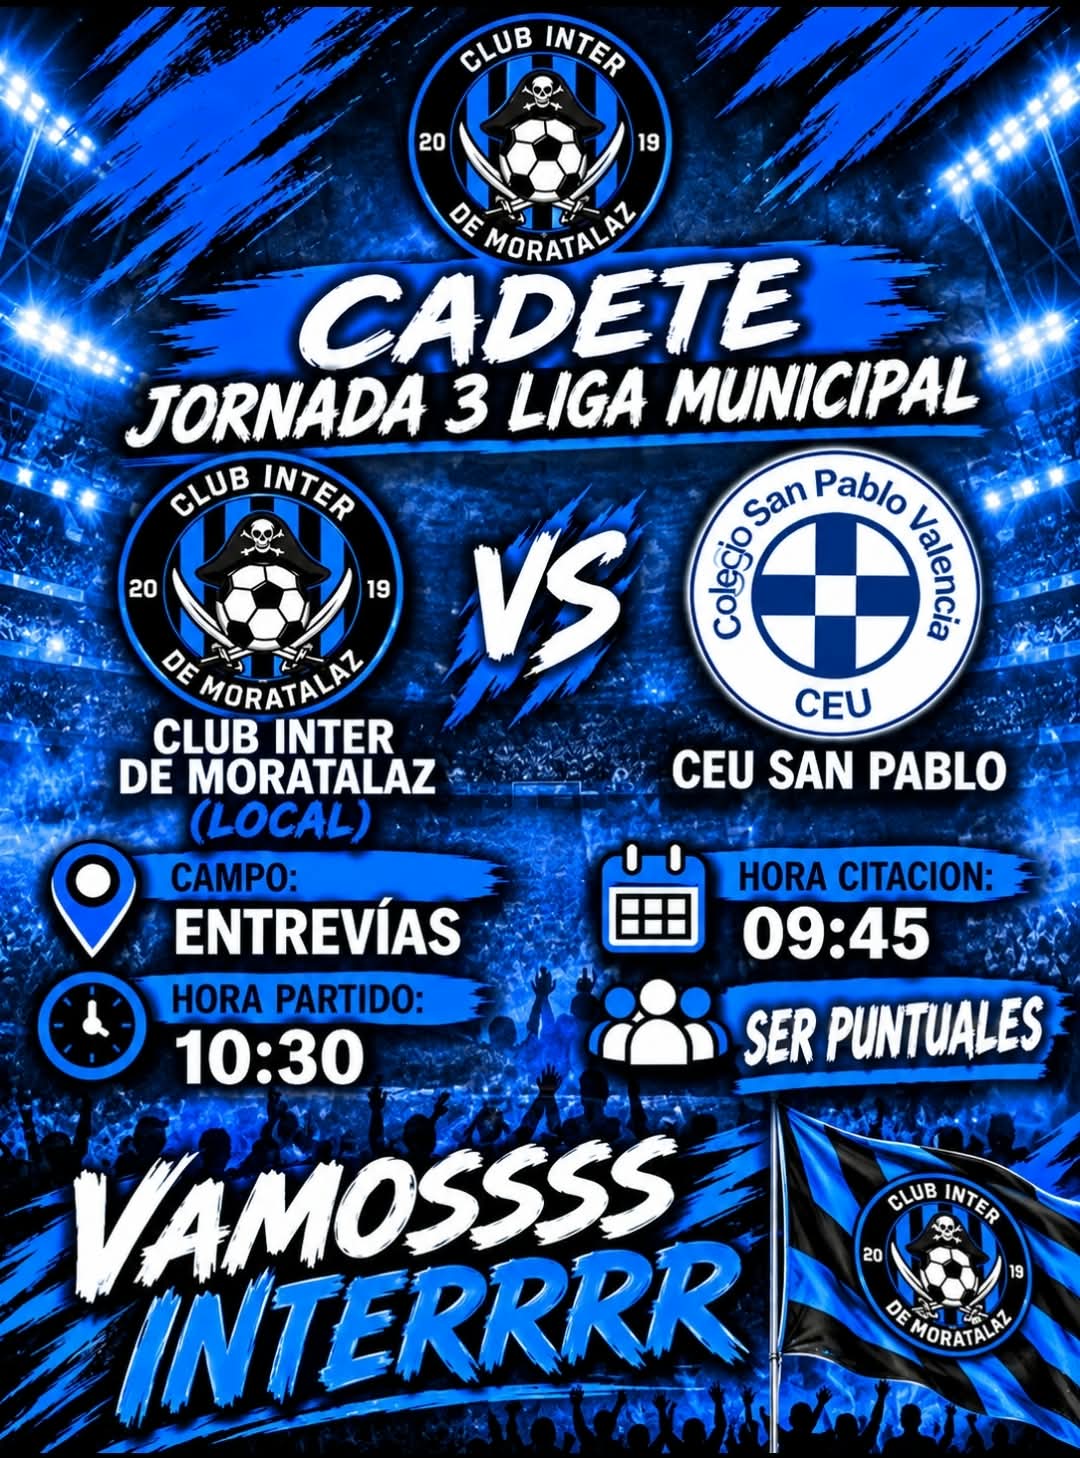 CLUB INTER
20 19
DE MORATALAZ
CADETE
JORNADA 3 LIGA MUNICIPAL
CLUB INTER
20 19
DE MORATALAZ
VS
Colegio San Pablo Valencia
CEU
CLUB INTER
DE MORATALAZ
(LOCAL)
CEU SAN PABLO
CAMPO:
ENTREVÍAS
HORA CITACION:
09:45
HORA PARTIDO:
10:30
SER PUNTUALES
VAMOSSSS
INTERRRR
CLUB INTER
20 19
DE MORATALAZ